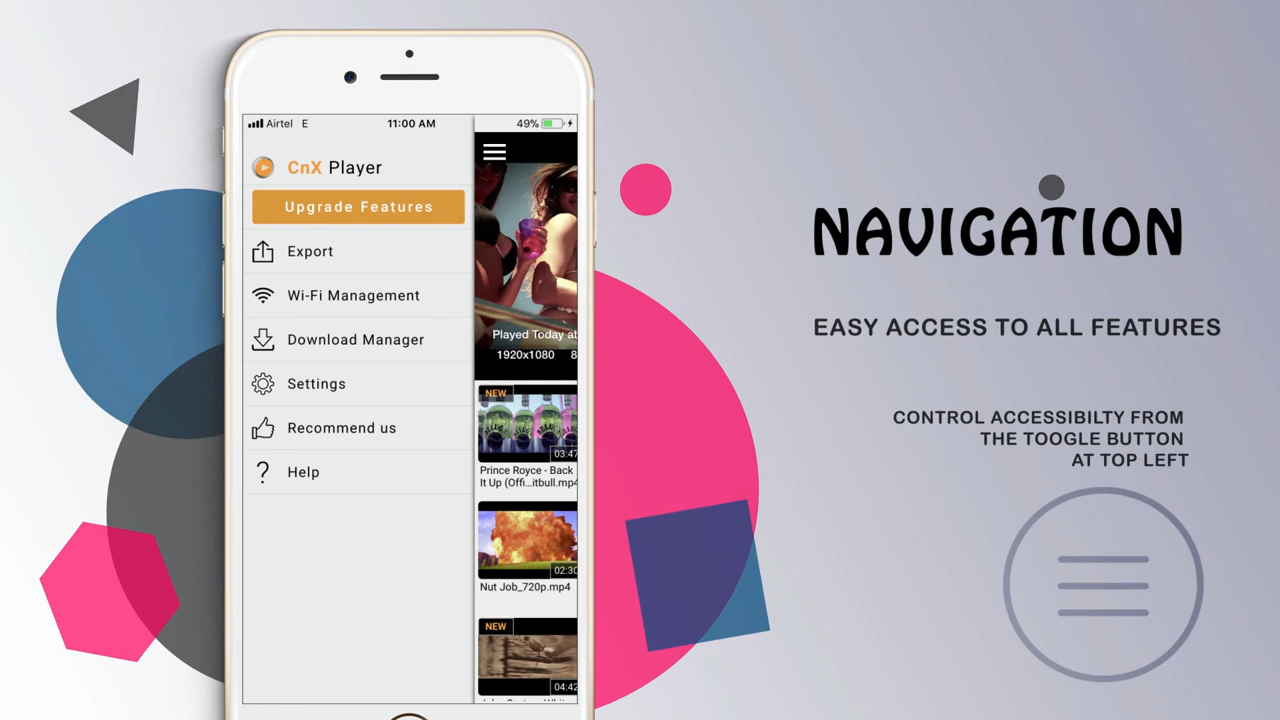 Airtel E 11:00 AM 49%
CnX Player
Upgrade Features
Export
Wi-Fi Management
Download Manager
Settings
Recommend us
Help
Played Today at
1920x1080 8
NEW
03:47
Prince Royce - Back
It Up (Offi...itbull.mp4
02:30
Nut Job_720p.mp4
NEW
04:42
NAVIGATION
EASY ACCESS TO ALL FEATURES
CONTROL ACCESSIBILTY FROM
THE TOOGLE BUTTON
AT TOP LEFT